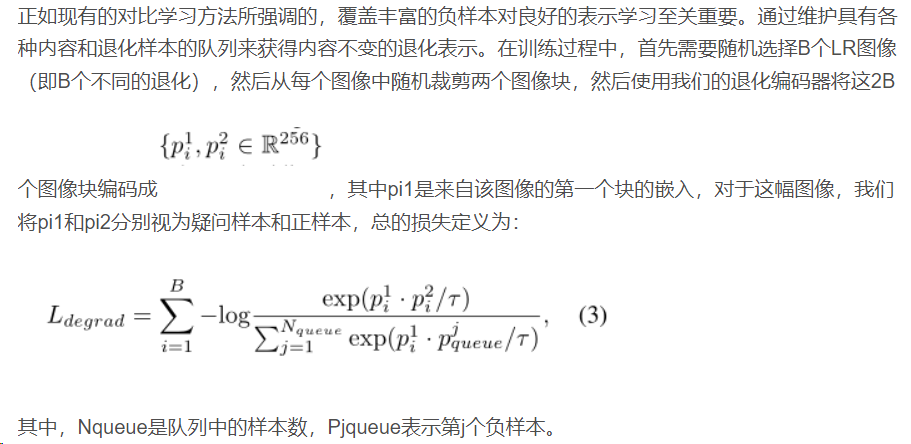 正如现有的对比学习方法所强调的，覆盖丰富的负样本对良好的表示学习至关重要。通过维护具有各
种内容和退化样本的队列来获得内容不变的退化表示。在训练过程中，首先需要随机选择B个LR图像
（即B个不同的退化），然后从每个图像中随机裁剪两个图像块，然后使用我们的退化编码器将这2B
个图像块编码成 {p_i^1, p_i^2 ∈ ℝ^{256}} ，其中pi1是来自该图像的第一个块的嵌入，对于这幅图像，我们
将pi1和pi2分别视为疑问样本和正样本，总的损失定义为：
L_{degrad} = \sum_{i=1}^{B} -log \frac{exp(p_i^1 · p_i^2/τ)}{\sum_{j=1}^{N_{queue}} exp(p_i^1 · p_{queue}^j/τ)}, (3)
其中，Nqueue是队列中的样本数，Pjqueue表示第j个负样本。